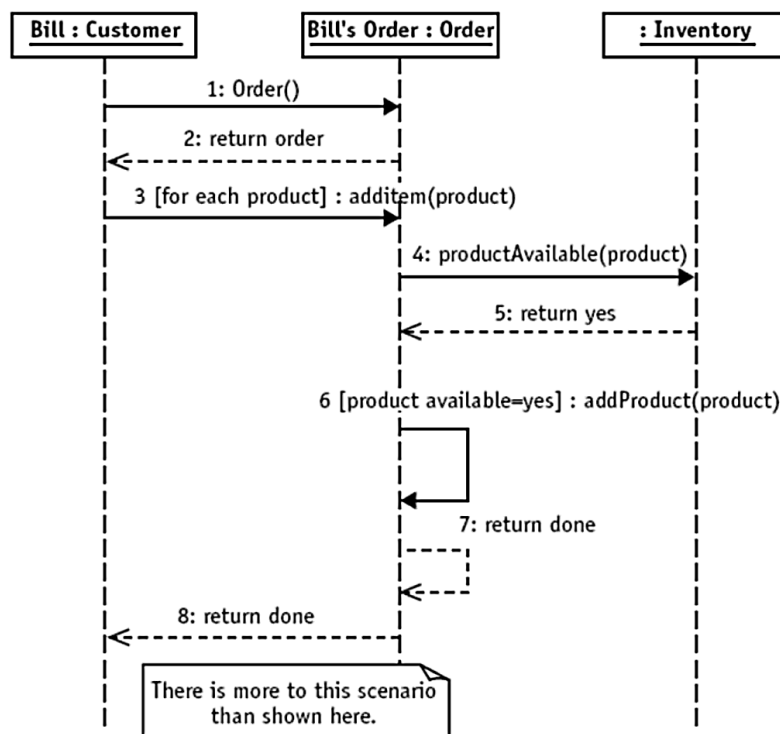 Bill : Customer
Bill's Order : Order
: Inventory
1: Order()
2: return order
3 [for each product] : additem(product)
4: productAvailable(product)
5: return yes
6 [product available=yes] : addProduct(product)
7: return done
8: return done
There is more to this scenario
than shown here.